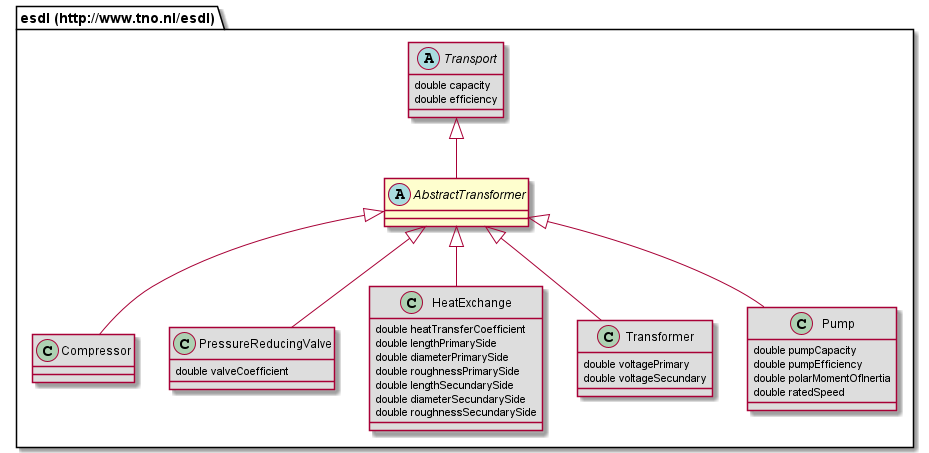 esdl (http://www.tno.nl/esdl)
A Transport
double capacity
double efficiency
A AbstractTransformer
C Compressor
C PressureReducingValve
double valveCoefficient
C HeatExchange
double heatTransferCoefficient
double lengthPrimarySide
double diameterPrimarySide
double roughnessPrimarySide
double lengthSecundarySide
double diameterSecundarySide
double roughnessSecundarySide
C Transformer
double voltagePrimary
double voltageSecundary
C Pump
double pumpCapacity
double pumpEfficiency
double polarMomentOfInertia
double ratedSpeed